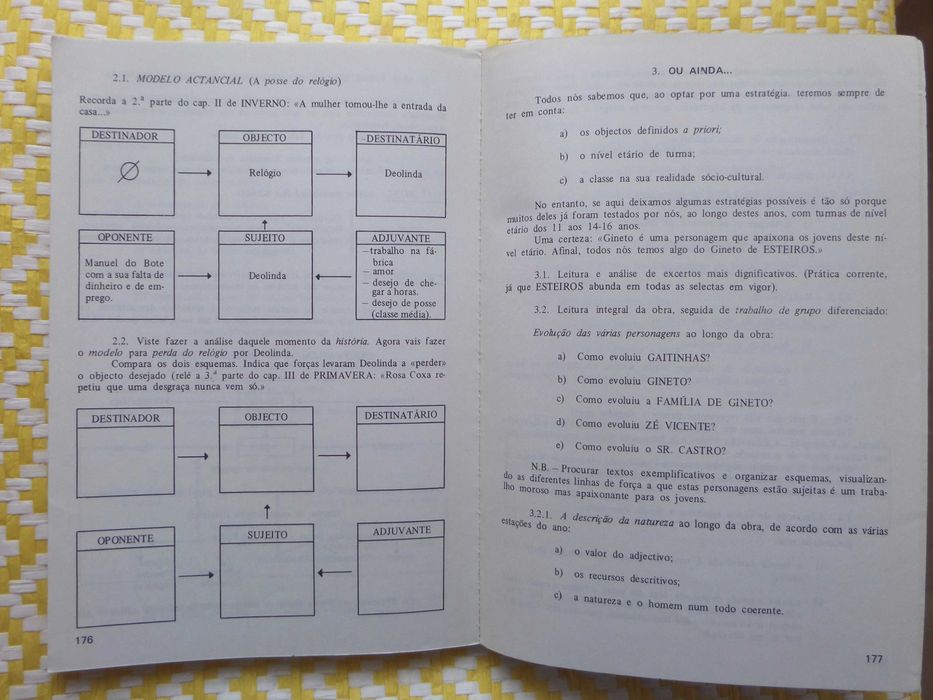 2.1. MODELO ACTANCIAL (A posse do relógio)
Recorda a 2.ª parte do cap. II de INVERNO: «A mulher tomou-lhe a entrada da
casa...»
DESTINADOR
∅
OBJECTO
Relógio
DESTINATÁRIO
Deolinda
OPONENTE
Manuel do Bote
com a sua falta de
dinheiro e de em-
prego.
SUJEITO
Deolinda
ADJUVANTE
– trabalho na fá-
brica
– amor
– desejo de che-
gar a horas.
– desejo de posse
(classe média).
2.2. Viste fazer a análise daquele momento da história. Agora vais fazer
o modelo para perda do relógio por Deolinda.
Compara os dois esquemas. Indica que forças levaram Deolinda a «perder»
o objecto desejado (relê a 3.ª parte do cap. III de PRIMAVERA: «Rosa Coxa re-
petiu que uma desgraça nunca vem só.»
DESTINADOR
OBJECTO
DESTINATÁRIO
OPONENTE
SUJEITO
ADJUVANTE
176
3. OU AINDA...
Todos nós sabemos que, ao optar por uma estratégia. teremos sempre de
ter em conta:
a) os objectos definidos a priori;
b) o nível etário de turma;
c) a classe na sua realidade sócio-cultural.
No entanto, se aqui deixamos algumas estratégias possíveis é tão só porque
muitos deles já foram testados por nós, ao longo destes anos, com turmas de nível
etário dos 11 aos 14-16 anos.
Uma certeza: «Gineto é uma personagem que apaixona os jovens deste ní-
vel etário. Afinal, todos nós temos algo do Gineto de ESTEIROS.»
3.1. Leitura e análise de excertos mais dignificativos. (Prática corrente,
já que ESTEIROS abunda em todas as selectas em vigor).
3.2. Leitura integral da obra, seguida de trabalho de grupo diferenciado:
Evolução das várias personagens ao longo da obra:
a) Como evoluiu GAITINHAS?
b) Como evoluiu GINETO?
c) Como evoluiu a FAMÍLIA DE GINETO?
d) Como evoluiu ZÉ VICENTE?
e) Como evoluiu o SR. CASTRO?
N.B. – Procurar textos exemplificativos e organizar esquemas, visualizan-
do as diferentes linhas de força a que estas personagens estão sujeitas é um traba-
lho moroso mas apaixonante para os jovens.
3.2.1. A descrição da natureza ao longo da obra, de acordo com as várias
estações do ano:
a) o valor do adjectivo;
b) os recursos descritivos;
c) a natureza e o homem num todo coerente.
177